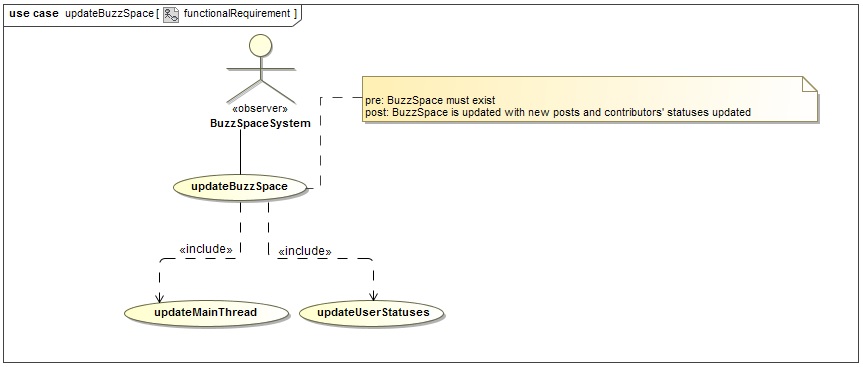 use case updateBuzzSpace [ functionalRequirement ]
«observer»
BuzzSpaceSystem
pre: BuzzSpace must exist
post: BuzzSpace is updated with new posts and contributors' statuses updated
updateBuzzSpace
«include»
«include»
updateMainThread
updateUserStatuses